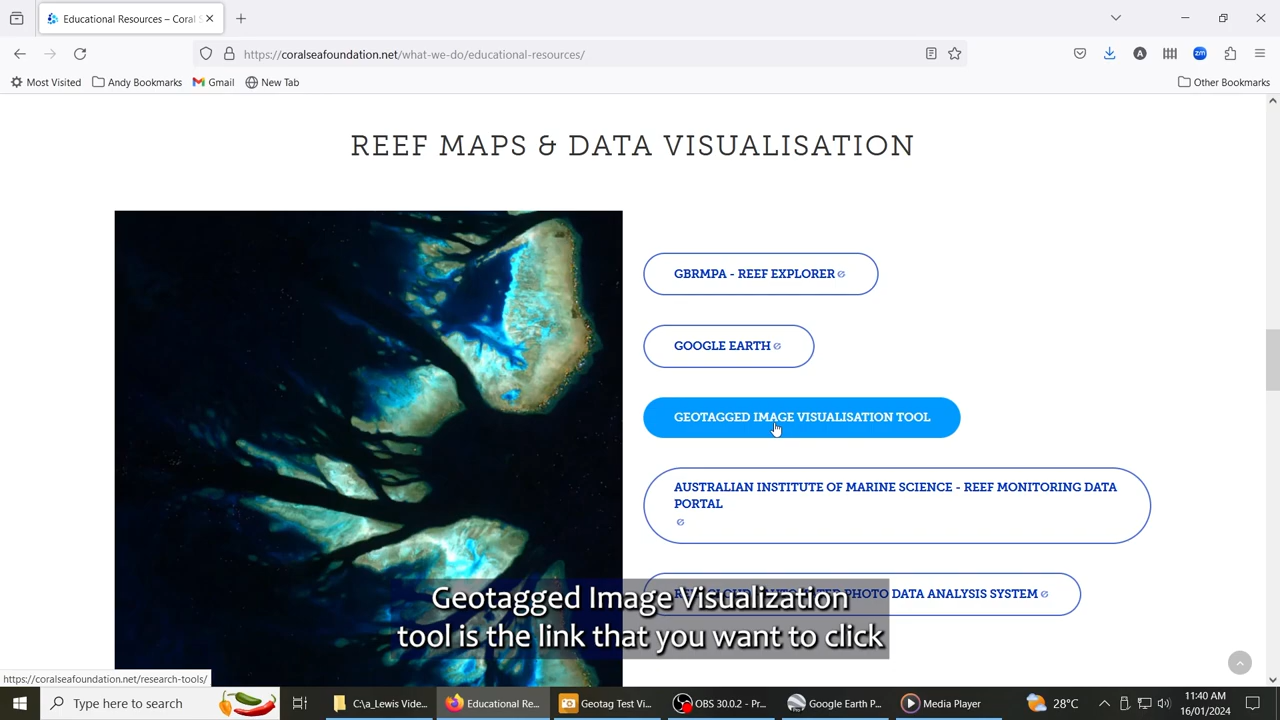 Educational Resources — Coral S
https://coralseafoundation.net/what-we-do/educational-resources/
A
zm
Most Visited
Andy Bookmarks
Gmail
New Tab
Other Bookmarks
REEF MAPS & DATA VISUALISATION
GBRMPA - REEF EXPLORER
GOOGLE EARTH
GEOTAGGED IMAGE VISUALISATION TOOL
AUSTRALIAN INSTITUTE OF MARINE SCIENCE - REEF MONITORING DATA
PORTAL
PHOTO DATA ANALYSIS SYSTEM
Geotagged Image Visualization
tool is the link that you want to click
https://coralseafoundation.net/research-tools/
Type here to search
C:\a_Lewis Vide...
Educational Re...
Geotag Test Vi...
OBS 30.0.2 - Pr...
Google Earth P...
Media Player
28°C
11:40 AM
16/01/2024